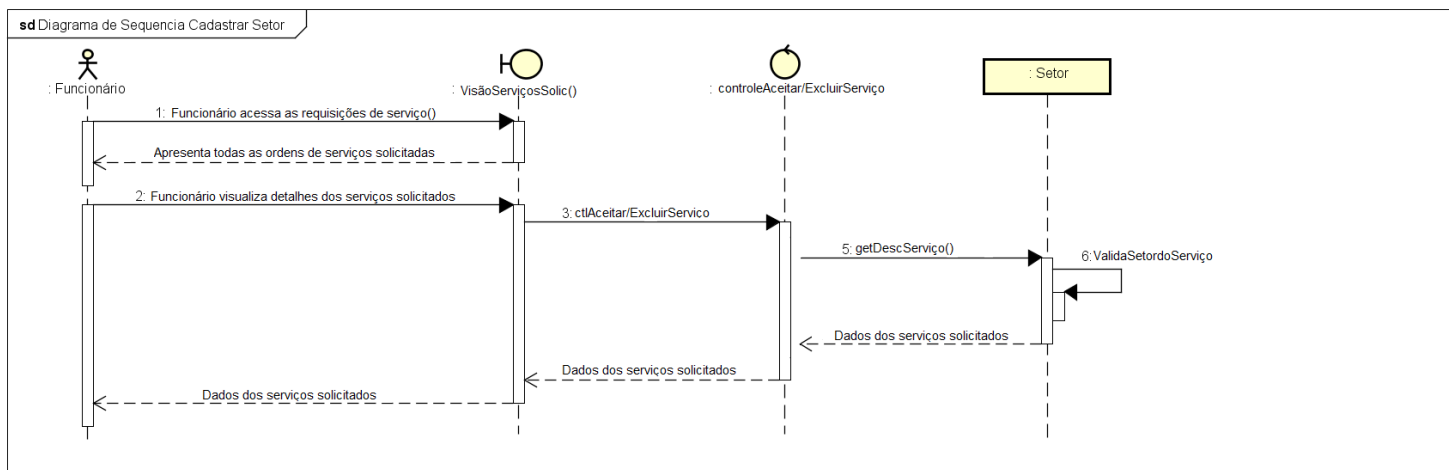 sd Diagrama de Sequencia Cadastrar Setor
: Funcionário
: VisãoServiçosSolic()
: controleAceitar/ExcluirServiço
: Setor
1: Funcionário acessa as requisições de serviço()
Apresenta todas as ordens de serviços solicitadas
2: Funcionário visualiza detalhes dos serviços solicitados
3: ctlAceitar/ExcluirServico
5: getDescServiço()
6: ValidaSetordoServiço
Dados dos serviços solicitados
Dados dos serviços solicitados
Dados dos serviços solicitados